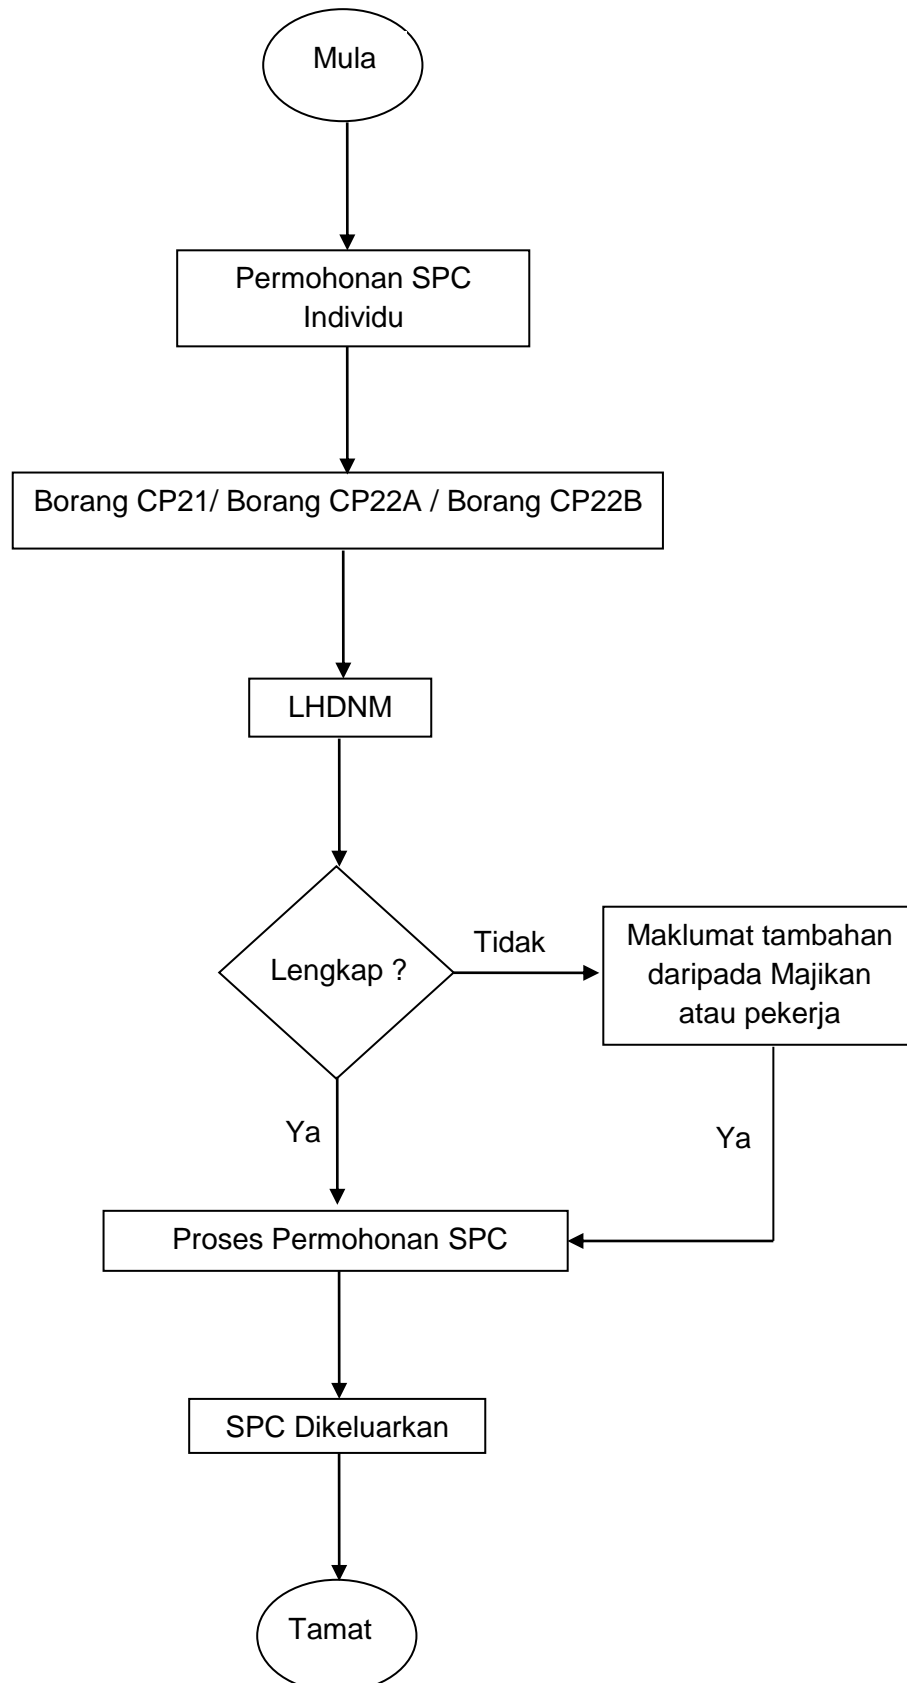 Mula
Permohonan SPC
Individu
Borang CP21/ Borang CP22A / Borang CP22B
LHDNM
Lengkap ?
Tidak
Maklumat tambahan
daripada Majikan
atau pekerja
Ya
Ya
Proses Permohonan SPC
SPC Dikeluarkan
Tamat